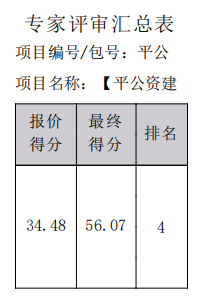 专家评审汇总表
项目编号/包号：平公
项目名称：【平公资建
报价得分 最终得分 排名
34.48 56.07 4